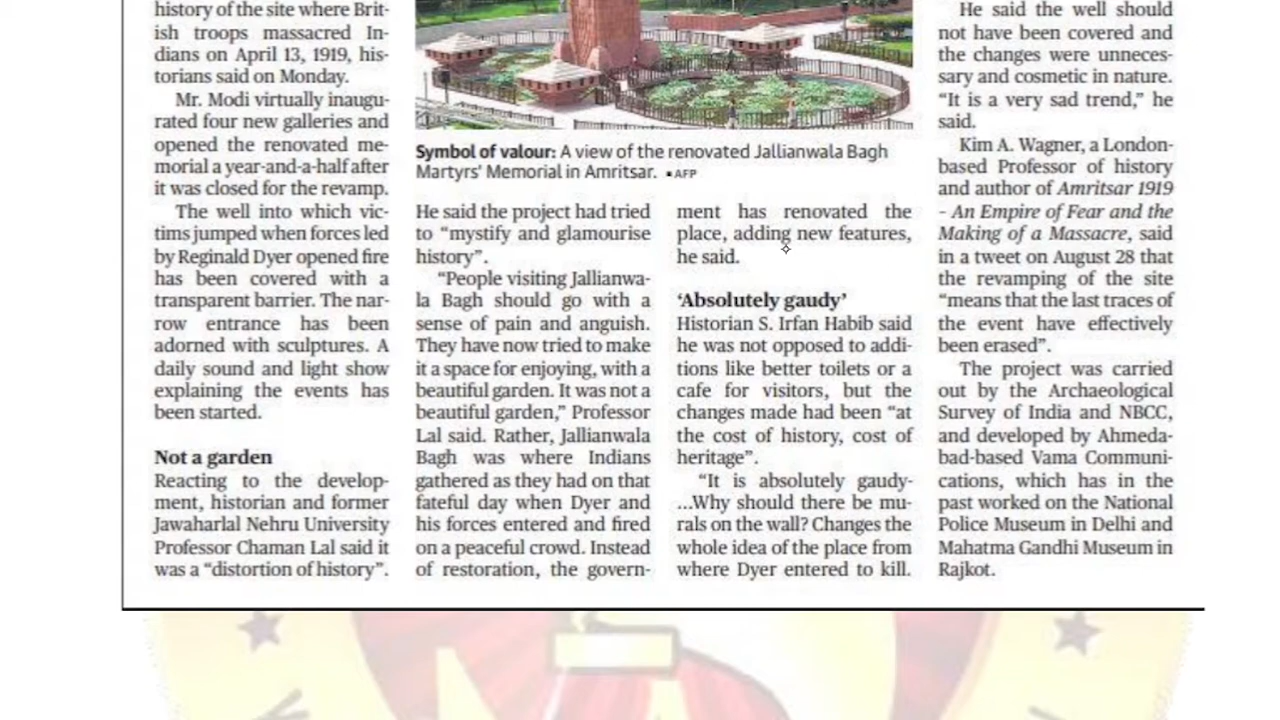 history of the site where Brit-
ish troops massacred In-
dians on April 13, 1919, his-
torians said on Monday.
Mr. Modi virtually inaugu-
rated four new galleries and
opened the renovated me-
morial a year-and-a-half after
it was closed for the revamp.
The well into which vic-
tims jumped when forces led
by Reginald Dyer opened fire
has been covered with a
transparent barrier. The nar-
row entrance has been
adorned with sculptures. A
daily sound and light show
explaining the events has
been started.
Not a garden
Reacting to the develop-
ment, historian and former
Jawaharlal Nehru University
Professor Chaman Lal said it
was a “distortion of history”.
Symbol of valour: A view of the renovated Jallianwala Bagh
Martyrs' Memorial in Amritsar. ▪AFP
He said the project had tried
to “mystify and glamourise
history”.
“People visiting Jallianwa-
la Bagh should go with a
sense of pain and anguish.
They have now tried to make
it a space for enjoying, with a
beautiful garden. It was not a
beautiful garden,” Professor
Lal said. Rather, Jallianwala
Bagh was where Indians
gathered as they had on that
fateful day when Dyer and
his forces entered and fired
on a peaceful crowd. Instead
of restoration, the govern-
ment has renovated the
place, adding new features,
he said.
‘Absolutely gaudy’
Historian S. Irfan Habib said
he was not opposed to addi-
tions like better toilets or a
cafe for visitors, but the
changes made had been “at
the cost of history, cost of
heritage”.
“It is absolutely gaudy-
...Why should there be mu-
rals on the wall? Changes the
whole idea of the place from
where Dyer entered to kill.
He said the well should
not have been covered and
the changes were unneces-
sary and cosmetic in nature.
“It is a very sad trend,” he
said.
Kim A. Wagner, a London-
based Professor of history
and author of Amritsar 1919
- An Empire of Fear and the
Making of a Massacre, said
in a tweet on August 28 that
the revamping of the site
“means that the last traces of
the event have effectively
been erased”.
The project was carried
out by the Archaeological
Survey of India and NBCC,
and developed by Ahmeda-
bad-based Vama Communi-
cations, which has in the
past worked on the National
Police Museum in Delhi and
Mahatma Gandhi Museum in
Rajkot.